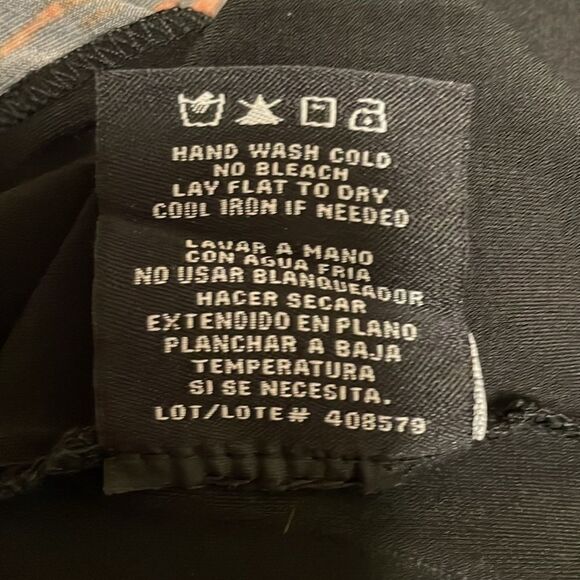 HAND WASH COLD.
NO BLEACH
LAY FLAT TO DRY
COOL IRON IF NEEDED
LAVAR A MANO
CON AGUA FRIA
NO USAR BLANQUEADOR
HACER SECAR
EXTENDIDO EN PLANO
PLANCHAR A BAJA
TEMPERATURA
SI SE NECESITA.
LOT/LOTE# 408579